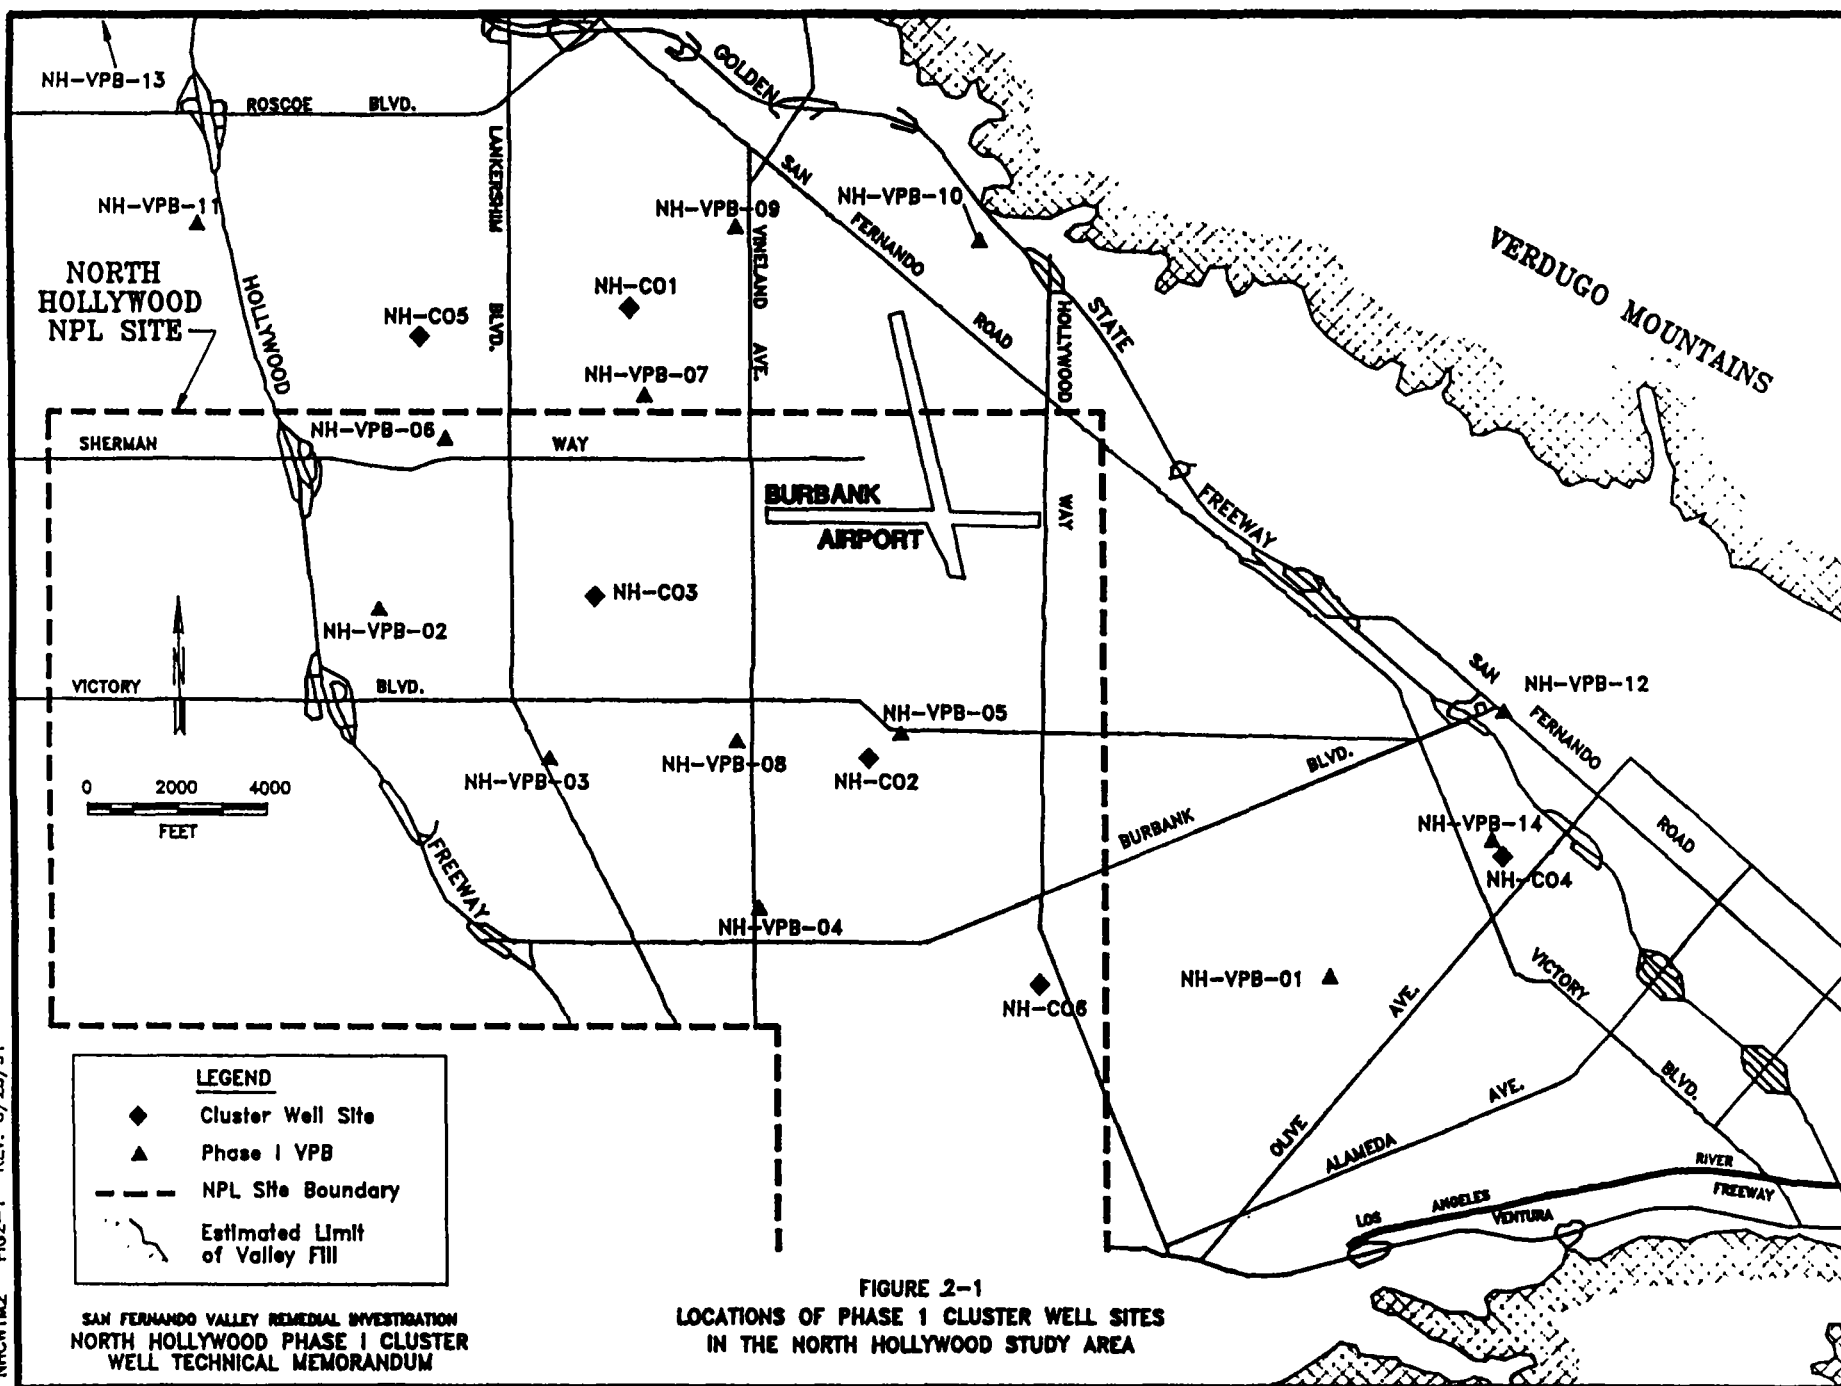 NH-VPB-13
ROSCOE BLVD.
GOLDEN
LANKERSHIM BLVD.
SAN FERNANDO ROAD
NH-VPB-11
NH-VPB-09
NH-VPB-10
VINELAND AVE.
VERDUGO MOUNTAINS
NORTH
HOLLYWOOD
NPL SITE
HOLLYWOOD
NH-C05
NH-C01
STATE
HOLLYWOOD WAY
NH-VPB-07
NH-VPB-06
SHERMAN WAY
BURBANK
AIRPORT
FREEWAY
NH-C03
NH-VPB-02
N
VICTORY BLVD.
SAN FERNANDO ROAD
NH-VPB-12
NH-VPB-05
NH-VPB-03
NH-VPB-08
NH-C02
BURBANK BLVD.
0 2000 4000
FEET
FREEWAY
NH-VPB-14
NH-C04
NH-VPB-04
NH-C06
NH-VPB-01
VICTORY BLVD.
OLIVE AVE.
ALAMEDA AVE.
LOS ANGELES RIVER
VENTURA FREEWAY
LEGEND
Cluster Well Site
Phase I VPB
NPL Site Boundary
Estimated Limit
of Valley Fill
SAN FERNANDO VALLEY REMEDIAL INVESTIGATION
NORTH HOLLYWOOD PHASE I CLUSTER
WELL TECHNICAL MEMORANDUM
FIGURE 2-1
LOCATIONS OF PHASE 1 CLUSTER WELL SITES
IN THE NORTH HOLLYWOOD STUDY AREA